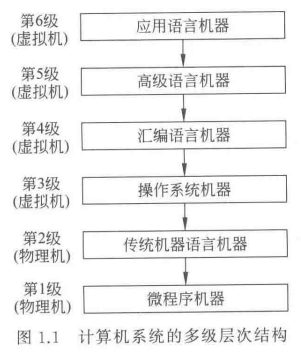 第6级
(虚拟机)
应用语言机器
第5级
(虚拟机)
高级语言机器
第4级
(虚拟机)
汇编语言机器
第3级
(虚拟机)
操作系统机器
第2级
(物理机)
传统机器语言机器
第1级
(物理机)
微程序机器
图 1.1 计算机系统的多级层次结构